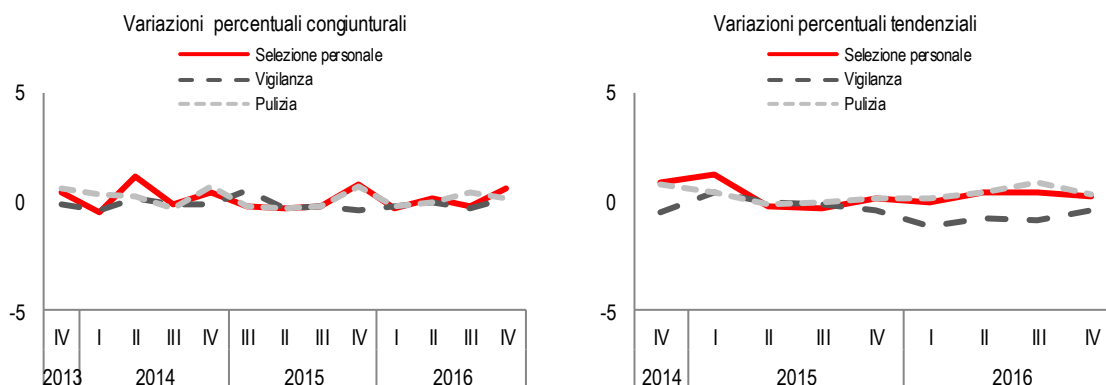 Variazioni percentuali congiunturali
Selezione personale
Vigilanza
Pulizia
5
0
-5
IV I II III IV III II III IV I II III IV
2013 2014 2015 2016
Variazioni percentuali tendenziali
Selezione personale
Vigilanza
Pulizia
5
0
-5
IV I II III IV I II III IV
2014 2015 2016